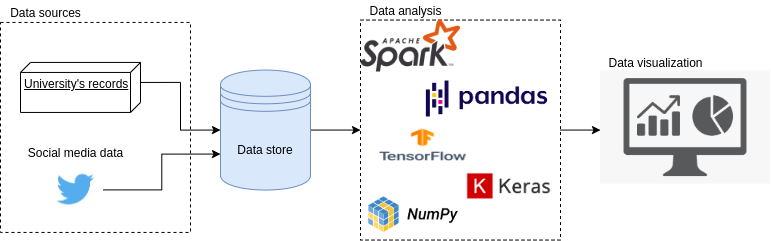 Data sources
University's records
Social media data
Data store
Data analysis
APACHE
Spark
pandas
TensorFlow
K Keras
NumPy
Data visualization